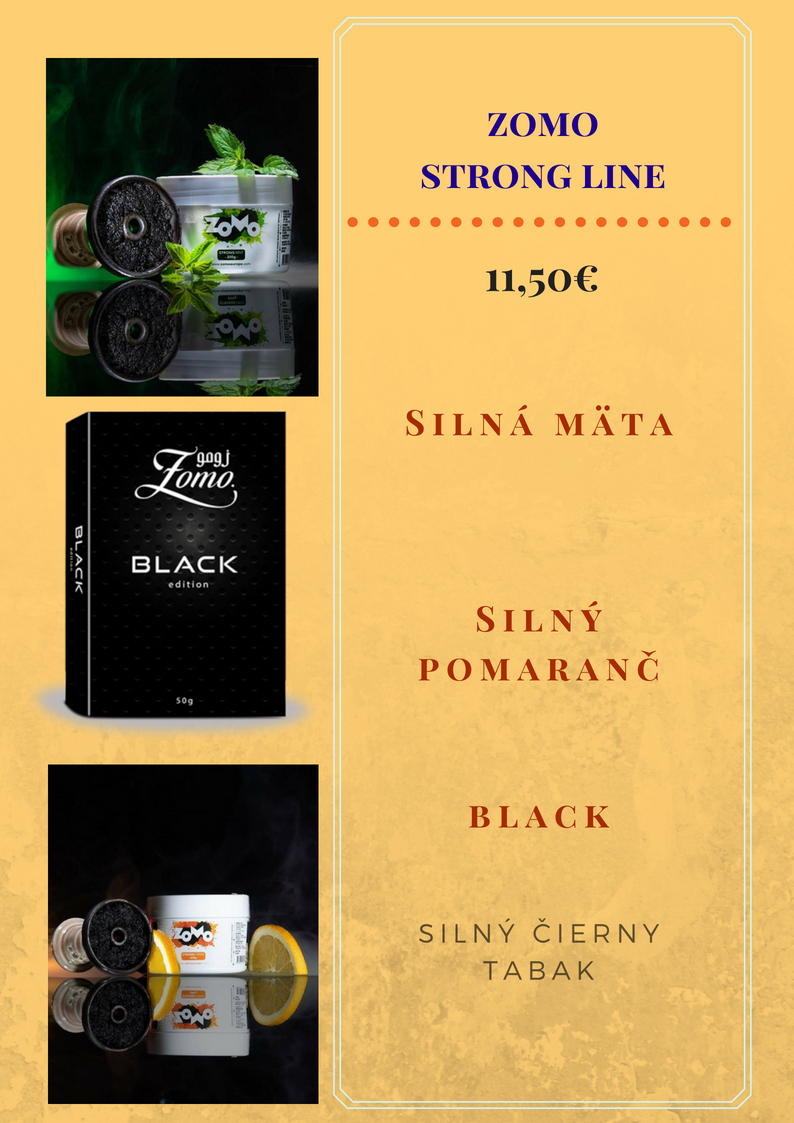 ZOMO
STRONG LINE
11,50€
SILNÁ MÄTA
SILNÝ
POMARANČ
BLACK
SILNÝ ČIERNY
TABAK
ZOMO
زومو
Zomo
BLACK
edition
50g
BLACK
edition
ZOMO